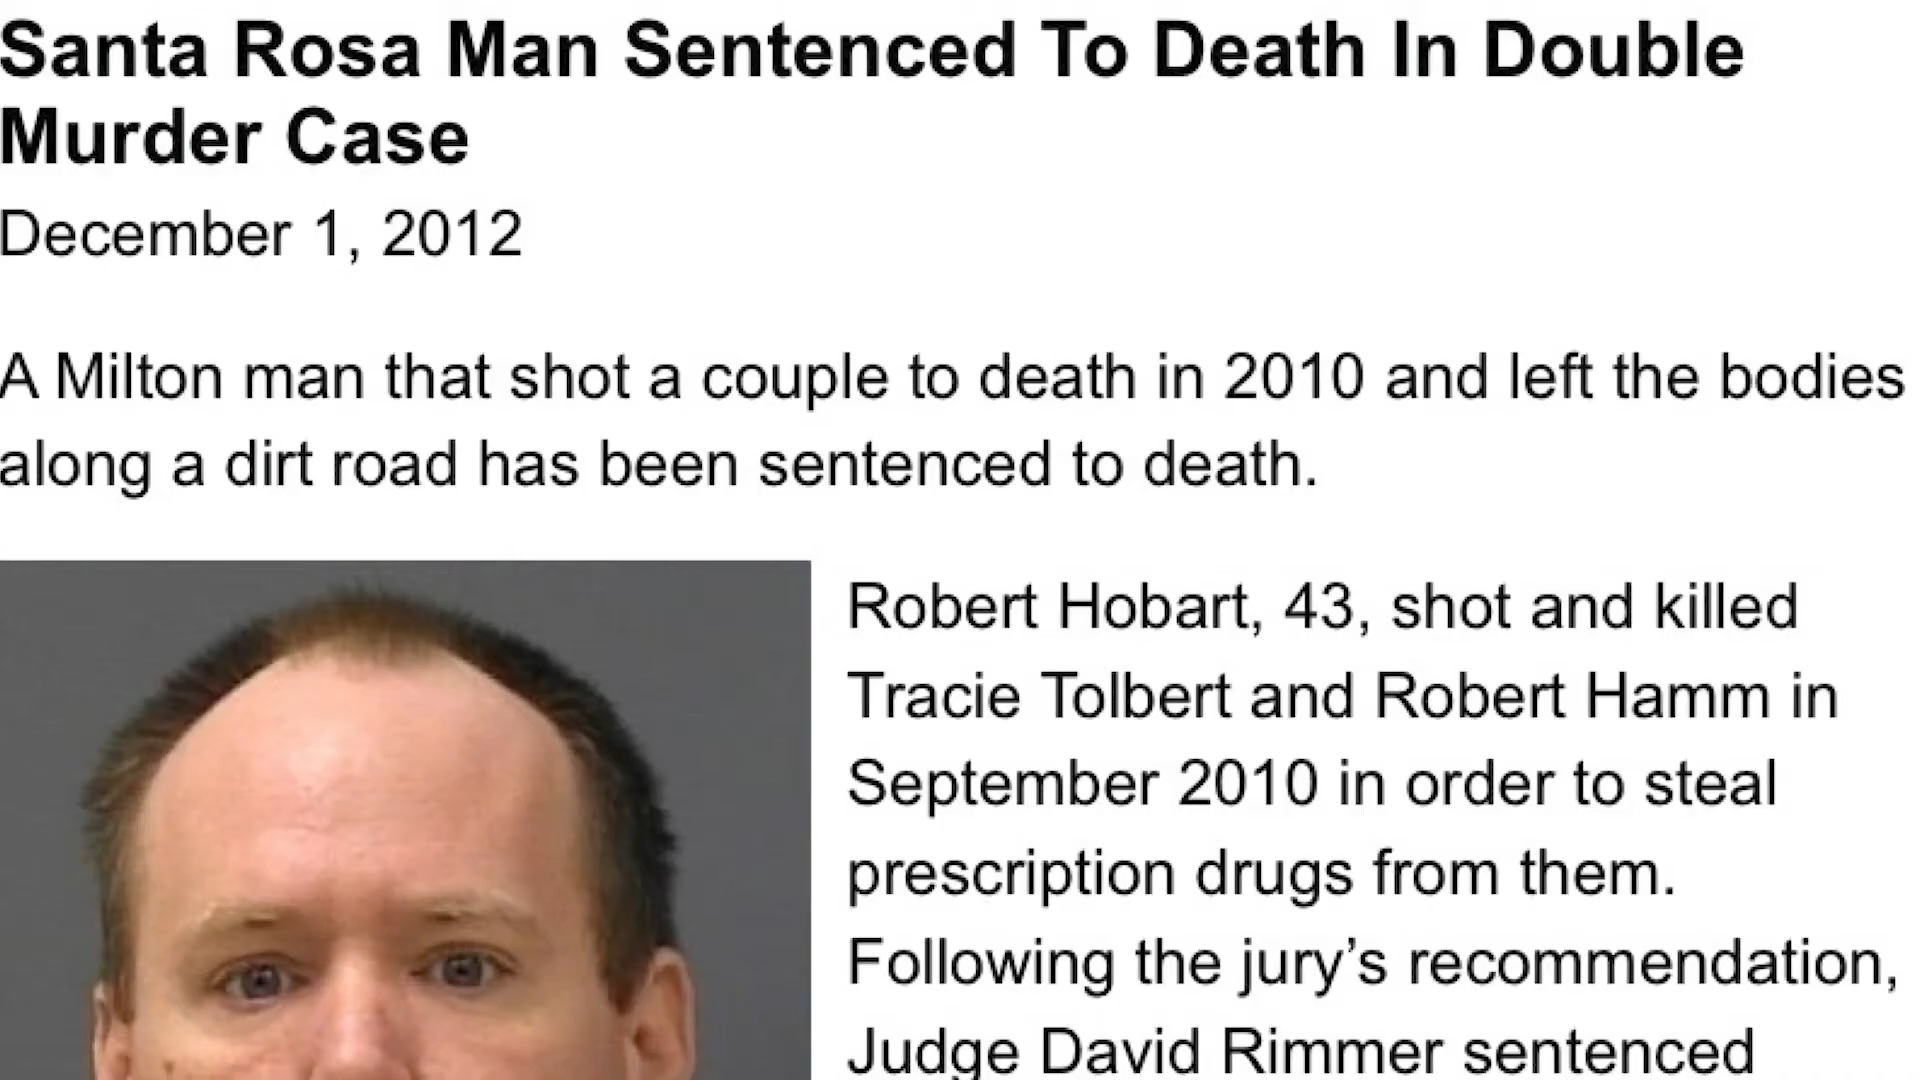 Santa Rosa Man Sentenced To Death In Double
Murder Case
December 1, 2012
A Milton man that shot a couple to death in 2010 and left the bodies
along a dirt road has been sentenced to death.
Robert Hobart, 43, shot and killed
Tracie Tolbert and Robert Hamm in
September 2010 in order to steal
prescription drugs from them.
Following the jury’s recommendation,
Judge David Rimmer sentenced